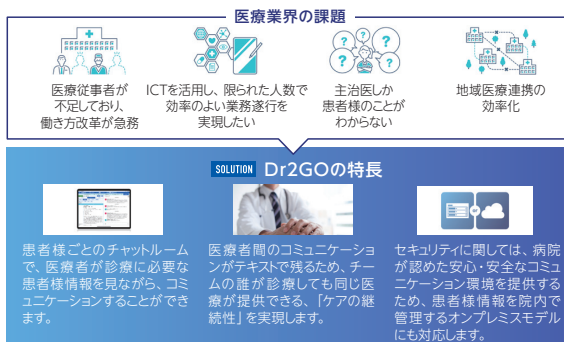 医療業界の課題
医療従事者が
不足しており、
働き方改革が急務
ICTを活用し、限られた人数で
効率のよい業務遂行を
実現したい
? ? ? ? ?
主治医しか
患者様のことが
わからない
地域医療連携の
効率化
SOLUTION Dr2GOの特長
患者様ごとのチャットルーム
で、医療者が診療に必要な
患者様情報を見ながら、コミ
ュニケーションすることができ
ます。
医療者間のコミュニケーショ
ンがテキストで残るため、チー
ムの誰が診療しても同じ医
療が提供できる、「ケアの継
続性」を実現します。
セキュリティに関しては、病院
が認めた安心・安全なコミュ
ニケーション環境を提供する
ため、患者様情報を院内で
管理するオンプレミスモデル
にも対応します。